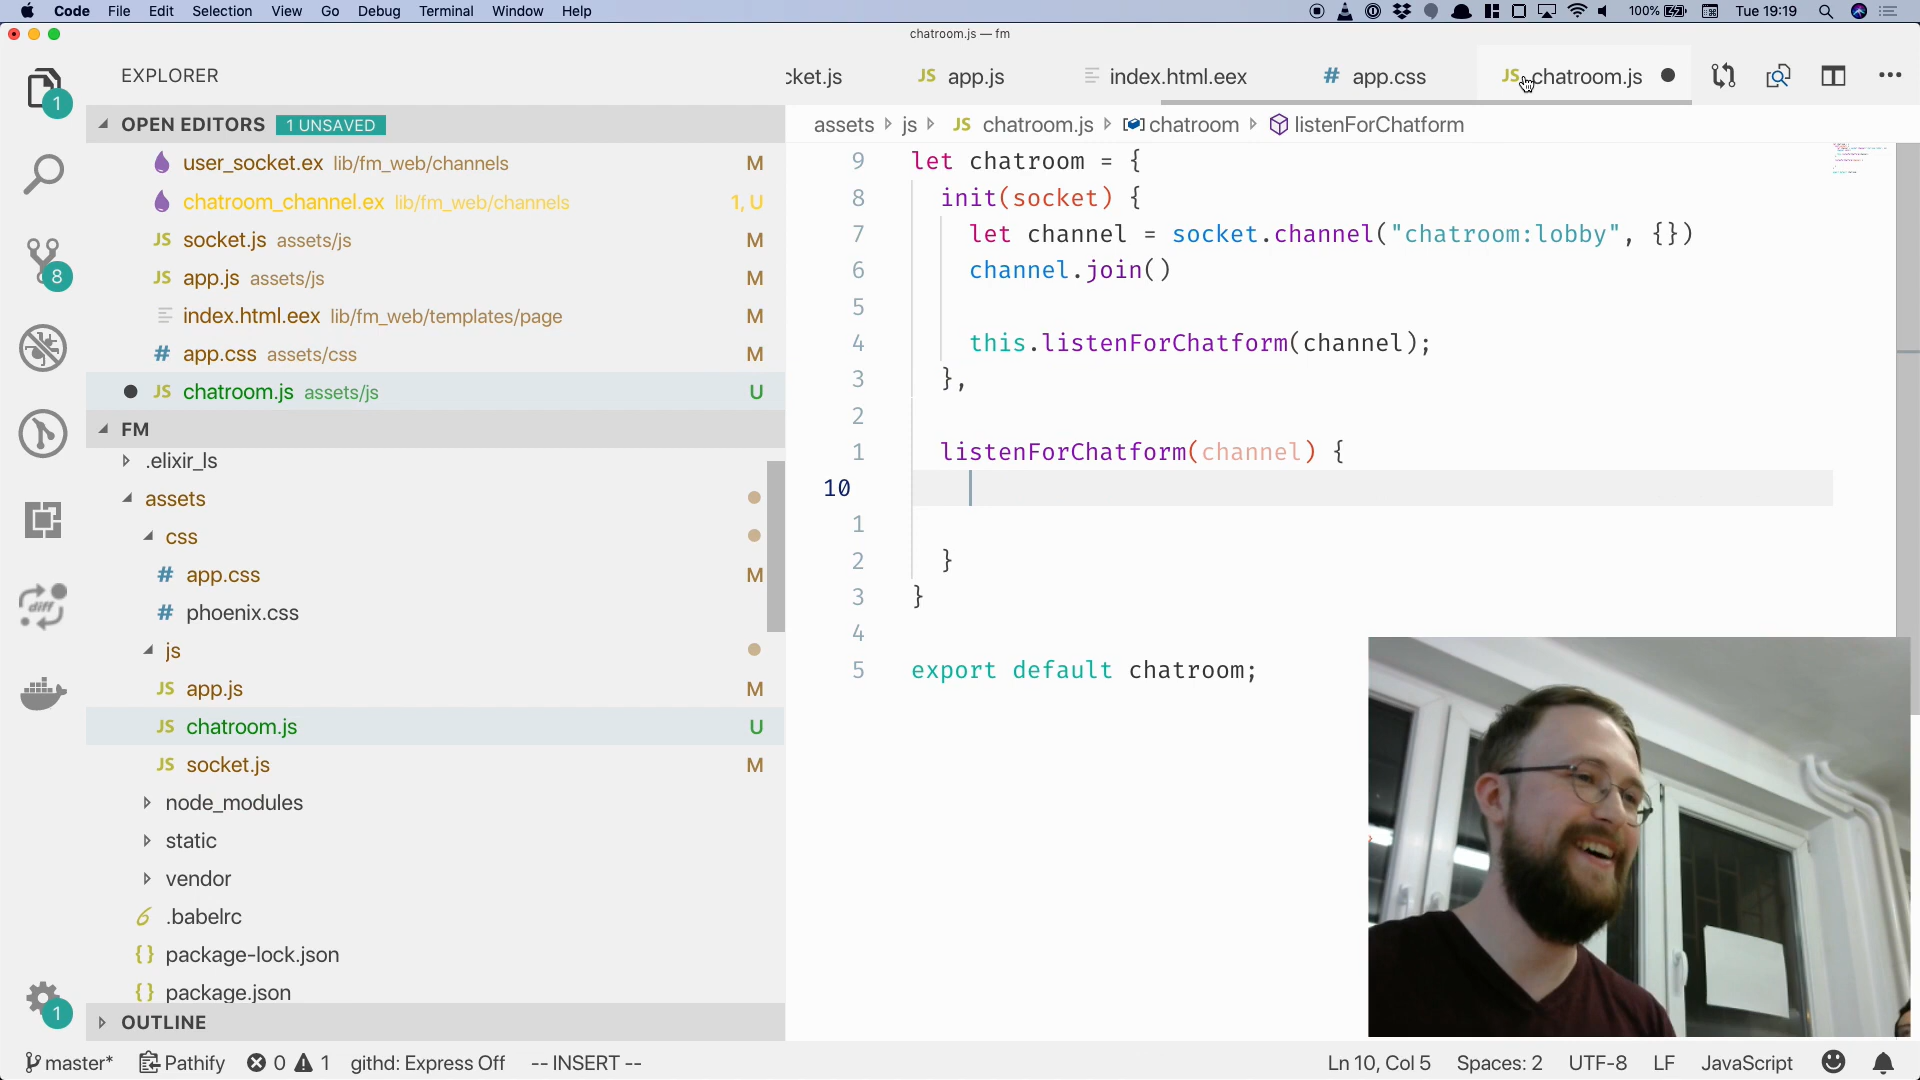 Code File Edit Selection View Go Debug Terminal Window Help 100% Tue 19:19
chatroom.js — fm
EXPLORER
cket.js JS app.js index.html.eex # app.css JS chatroom.js
OPEN EDITORS 1 UNSAVED
assets js JS chatroom.js chatroom listenForChatform
user_socket.ex lib/fm_web/channels M
chatroom_channel.ex lib/fm_web/channels 1, U
JS socket.js assets/js M
JS app.js assets/js M
index.html.eex lib/fm_web/templates/page M
# app.css assets/css M
JS chatroom.js assets/js U
FM
.elixir_ls
assets
css
# app.css M
# phoenix.css
js
JS app.js M
JS chatroom.js U
JS socket.js M
node_modules
static
vendor
.babelrc
{} package-lock.json
{} package.json
OUTLINE
1
8
diff
1
9 let chatroom = {
8 init(socket) {
7 let channel = socket.channel("chatroom:lobby", {})
6 channel.join()
5
4 this.listenForChatform(channel);
3 },
2
1 listenForChatform(channel) {
10
1
2 }
3 }
4
5 export default chatroom;
master* Pathify 0 1 githd: Express Off -- INSERT -- Ln 10, Col 5 Spaces: 2 UTF-8 LF JavaScript